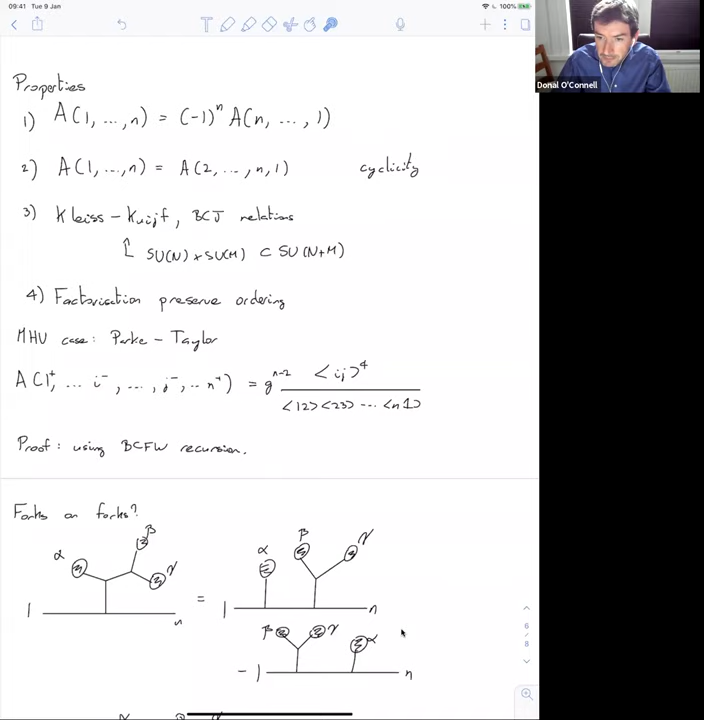 09:41 Tue 9 Jan
100%
Donal O'Connell
Properties
1) A(1, ..., n) = (-1)^n A(n, ..., 1)
2) A(1, ..., n) = A(2, ..., n, 1) cyclicity
3) Kleiss - Kuijf, BCJ relations
↑ SU(N) × SU(M) ⊂ SU(N+M)
4) Factorisation preserve ordering
MHV case: Parke - Taylor
A(1^+, ... i^-, ..., j^-, .. n^+) = g^{n-2} <ij>^4 / <12><23> ... <n1>
Proof: using BCFW recursion.
Forks on forks?
α β γ
1 n
=
α β γ
1 n
β γ α
- 1 n
6
/
8